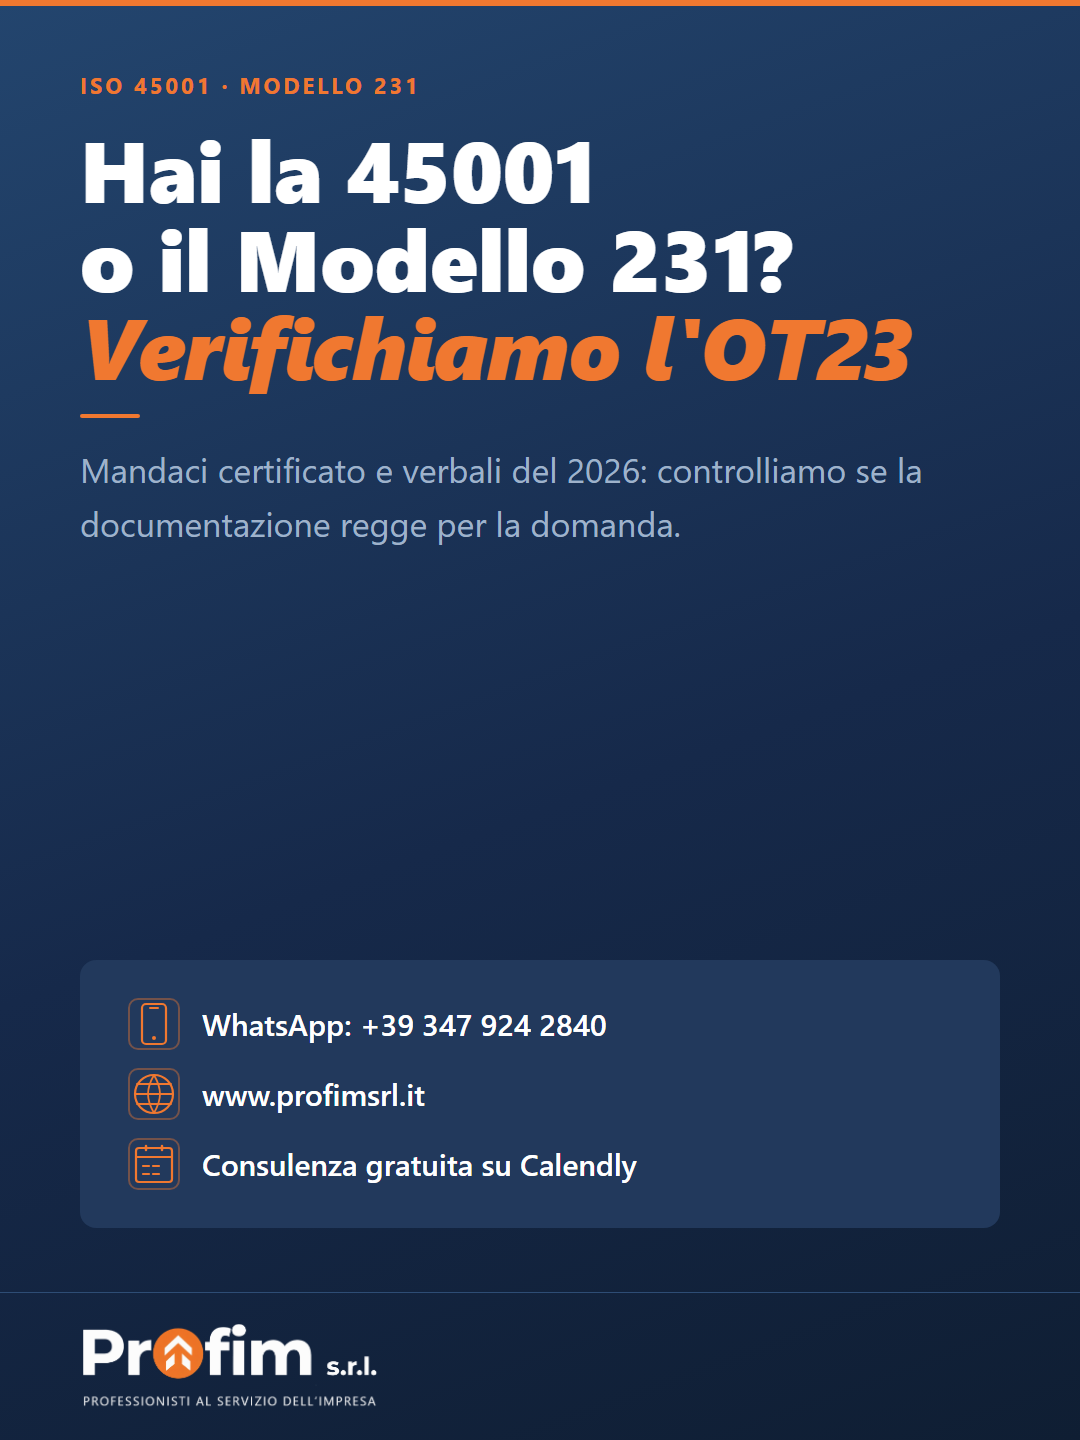 ISO 45001 · MODELLO 231
Hai la 45001
o il Modello 231?
Verifichiamo l'OT23
Mandaci certificato e verbali del 2026: controlliamo se la
documentazione regge per la domanda.
WhatsApp: +39 347 924 2840
www.profimsrl.it
Consulenza gratuita su Calendly
Profim s.r.l.
PROFESSIONISTI AL SERVIZIO DELL'IMPRESA